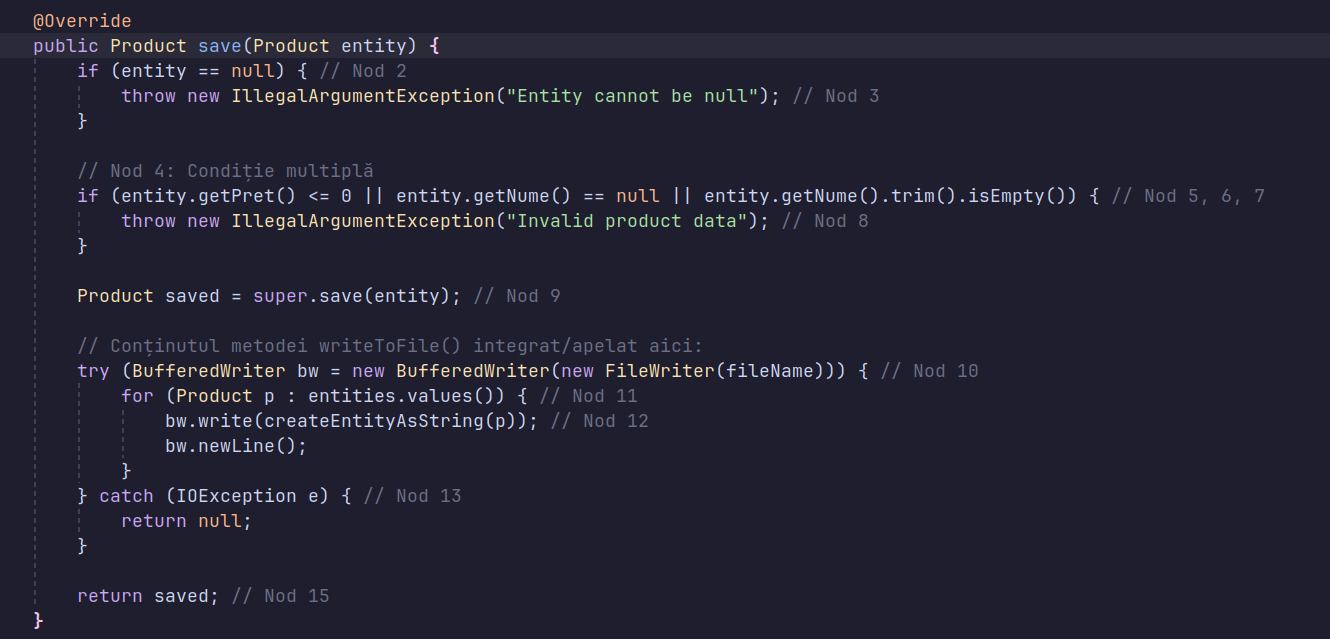 @Override
public Product save(Product entity) {
    if (entity == null) { // Nod 2
        throw new IllegalArgumentException("Entity cannot be null"); // Nod 3
    }

    // Nod 4: Condiție multiplă
    if (entity.getPret() <= 0 || entity.getNume() == null || entity.getNume().trim().isEmpty()) { // Nod 5, 6, 7
        throw new IllegalArgumentException("Invalid product data"); // Nod 8
    }

    Product saved = super.save(entity); // Nod 9

    // Conținutul metodei writeToFile() integrat/apelat aici:
    try (BufferedWriter bw = new BufferedWriter(new FileWriter(fileName))) { // Nod 10
        for (Product p : entities.values()) { // Nod 11
            bw.write(createEntityAsString(p)); // Nod 12
            bw.newLine();
        }
    } catch (IOException e) { // Nod 13
        return null;
    }

    return saved; // Nod 15
}